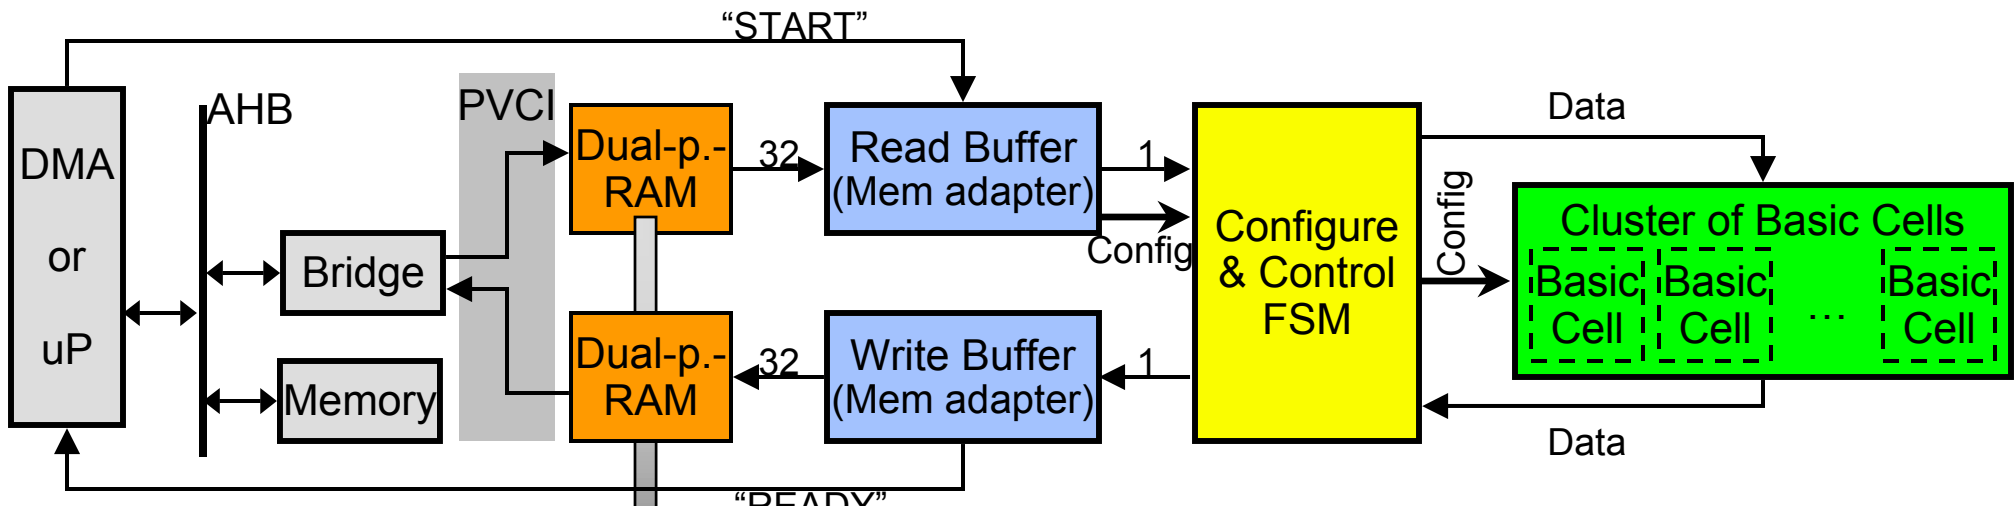 “START”
AHB
PVCI
DMA
or
uP
Bridge
Memory
Dual-p.-
RAM
32
Read Buffer
(Mem adapter)
1
Config
Dual-p.-
RAM
32
Write Buffer
(Mem adapter)
1
Configure
& Control
FSM
Data
Config
Cluster of Basic Cells
Basic
Cell
Basic
Cell
...
Basic
Cell
Data
“READY”